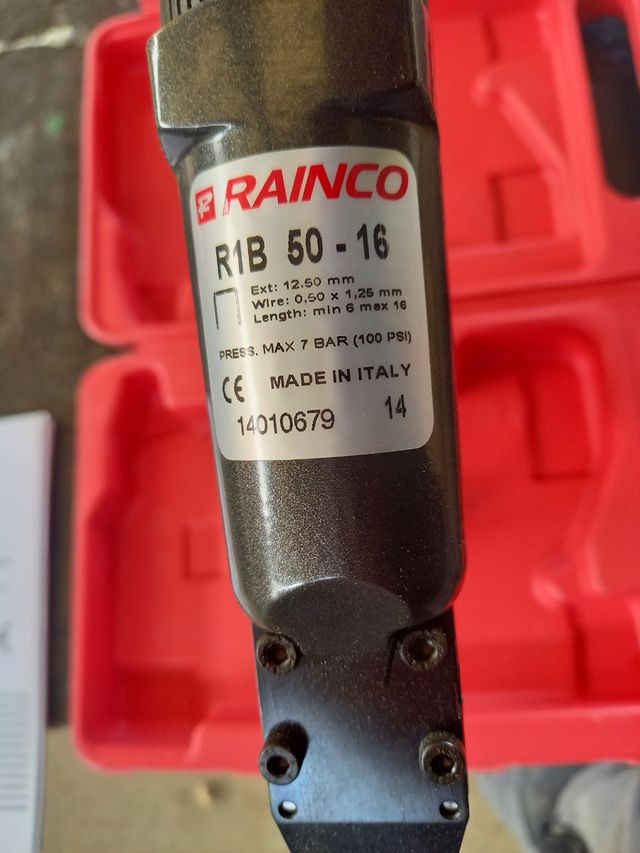 RAINCO
R1B 50 - 16
Ext: 12.50 mm
Wire: 0,50 x 1,25 mm
Length: min 6 max 16
PRESS. MAX 7 BAR (100 PSI)
CE MADE IN ITALY
14010679 14